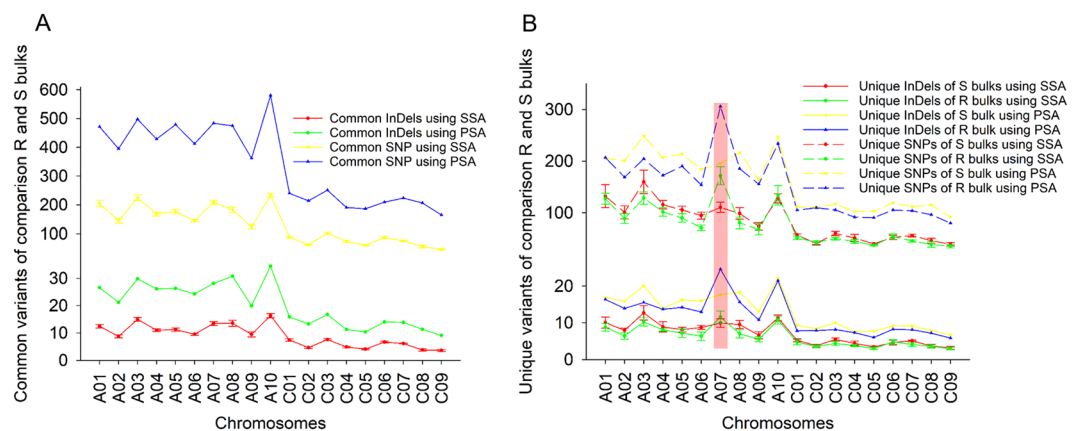 A
B
Common variants of comparison R and S bulks
600
500
400
300
200
100
30
20
10
0
Common InDels using SSA
Common InDels using PSA
Common SNP using SSA
Common SNP using PSA
A01
A02
A03
A04
A05
A06
A07
A08
A09
A10
C01
C02
C03
C04
C05
C06
C07
C08
C09
Chromosomes
Unique variants of comparison R and S bulks
300
200
100
20
10
0
Unique InDels of S bulks using SSA
Unique InDels of R bulks using SSA
Unique InDels of S bulk using PSA
Unique InDels of R bulk using PSA
Unique SNPs of S bulks using SSA
Unique SNPs of R bulks using SSA
Unique SNPs of S bulk using PSA
Unique SNPs of R bulk using PSA
A01
A02
A03
A04
A05
A06
A07
A08
A09
A10
C01
C02
C03
C04
C05
C06
C07
C08
C09
Chromosomes